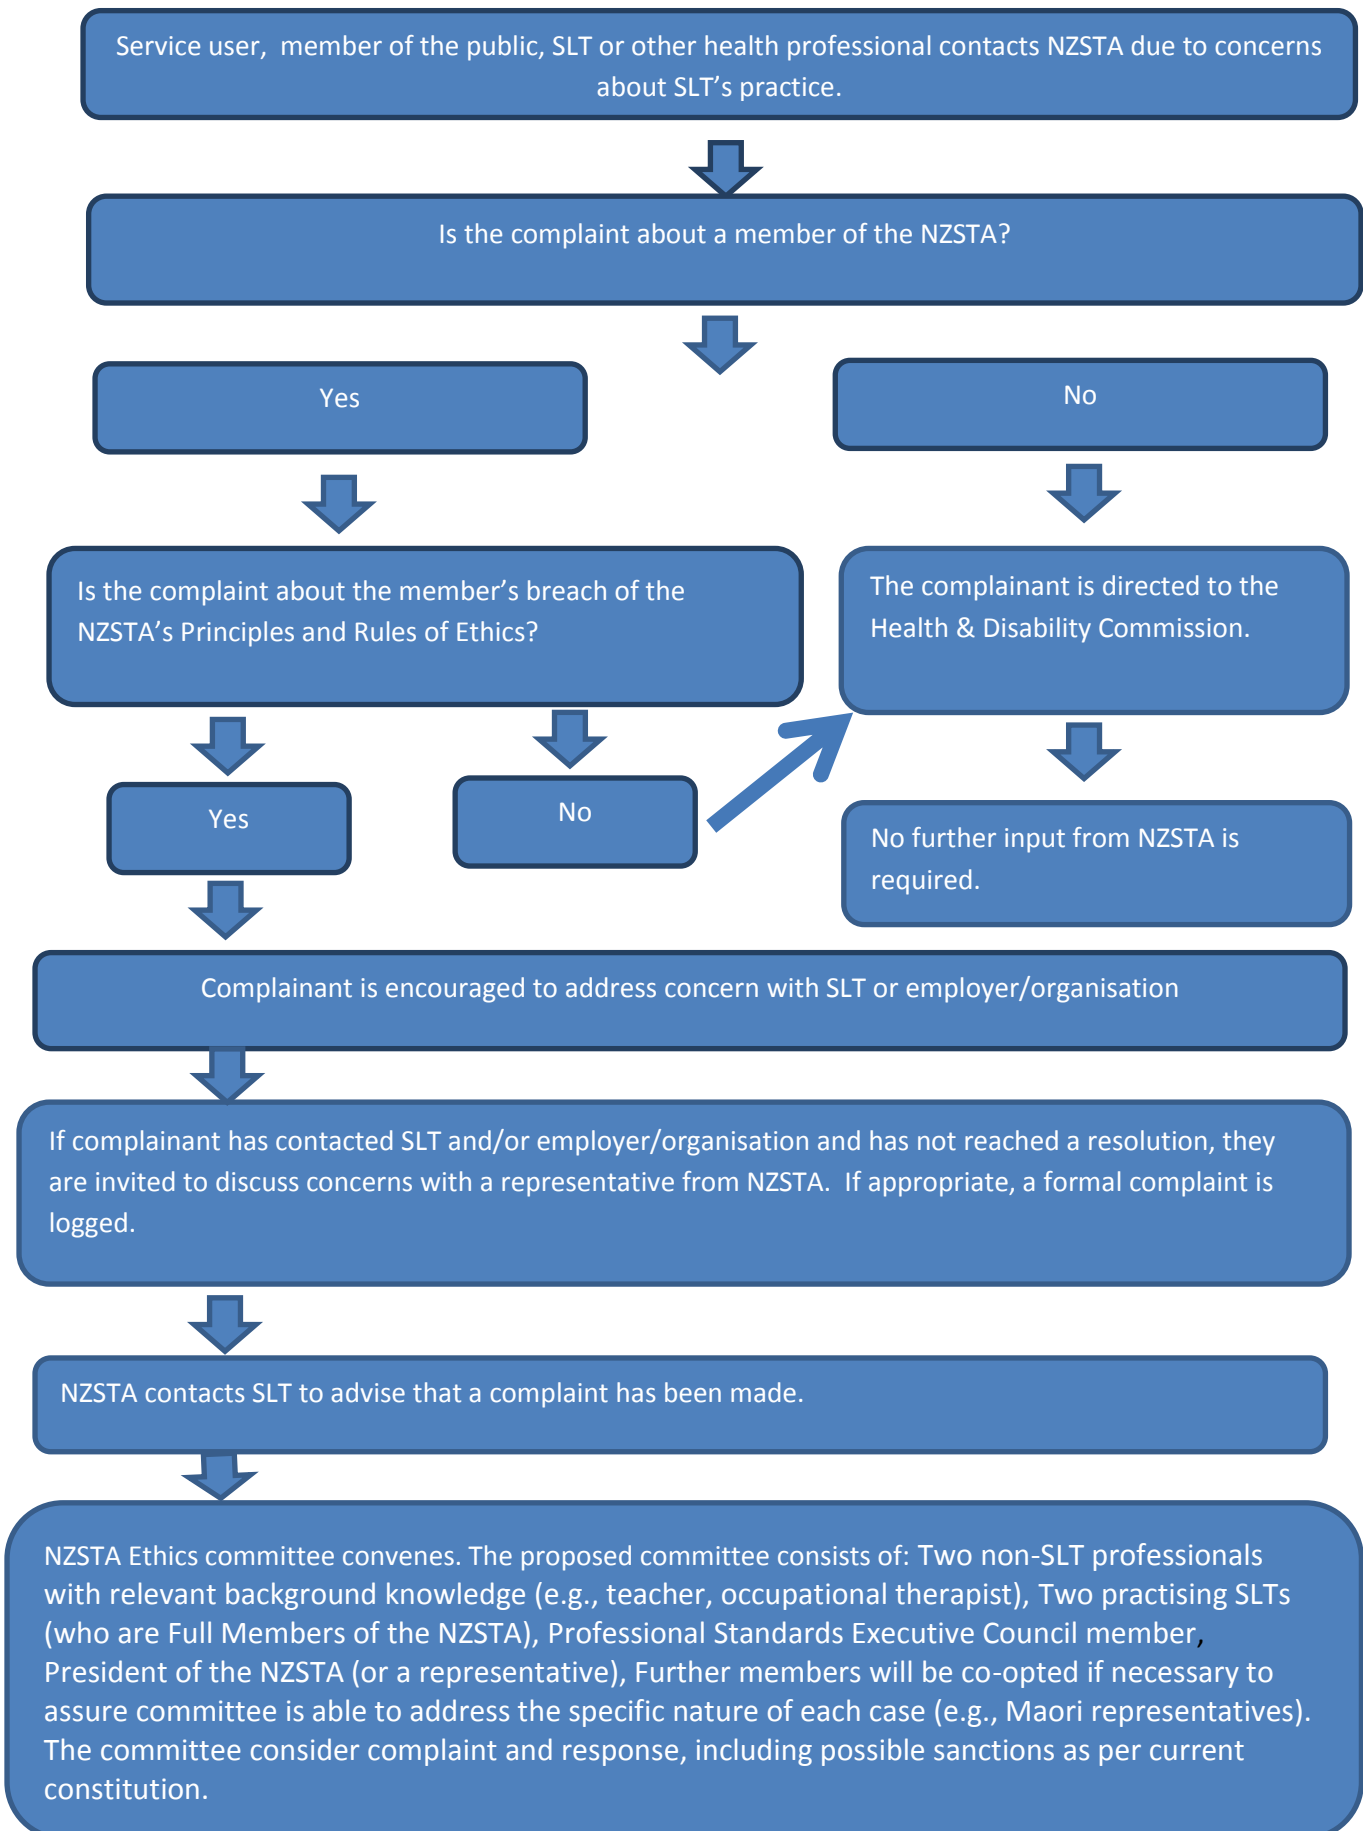 Service user,  member of the public, SLT or other health professional contacts NZSTA due to concerns
about SLT’s practice.
Is the complaint about a member of the NZSTA?
Yes
No
Is the complaint about the member’s breach of the
NZSTA’s Principles and Rules of Ethics?
The complainant is directed to the
Health & Disability Commission.
Yes
No
No further input from NZSTA is
required.
Complainant is encouraged to address concern with SLT or employer/organisation
If complainant has contacted SLT and/or employer/organisation and has not reached a resolution, they
are invited to discuss concerns with a representative from NZSTA.  If appropriate, a formal complaint is
logged.
NZSTA contacts SLT to advise that a complaint has been made.
NZSTA Ethics committee convenes. The proposed committee consists of: Two non-SLT professionals
with relevant background knowledge (e.g., teacher, occupational therapist), Two practising SLTs
(who are Full Members of the NZSTA), Professional Standards Executive Council member,
President of the NZSTA (or a representative), Further members will be co-opted if necessary to
assure committee is able to address the specific nature of each case (e.g., Maori representatives).
The committee consider complaint and response, including possible sanctions as per current
constitution.